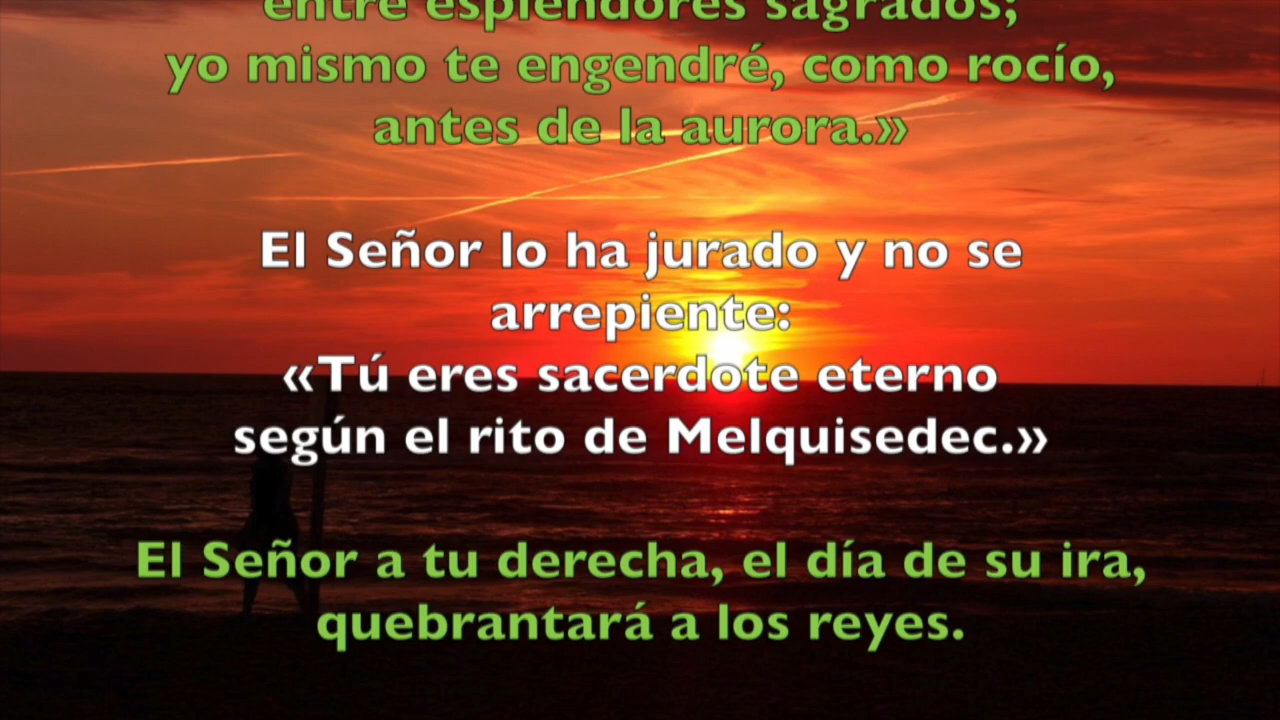 entre esplendores sagrados;
yo mismo te engendré, como rocío,
antes de la aurora.»
El Señor lo ha jurado y no se
arrepiente:
«Tú eres sacerdote eterno
según el rito de Melquisedec.»
El Señor a tu derecha, el día de su ira,
quebrantará a los reyes.